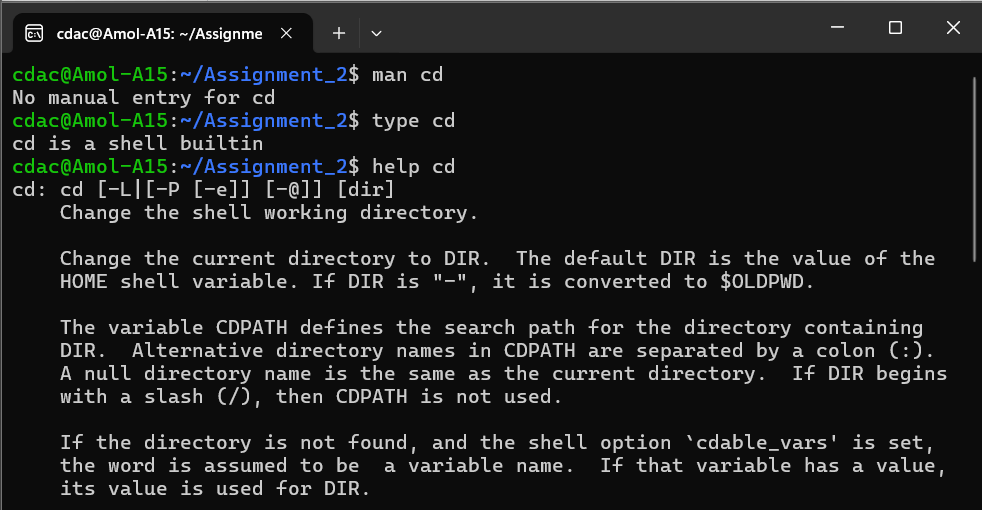 cdac@Amol-A15: ~/Assignme
cdac@Amol-A15:~/Assignment_2$ man cd
No manual entry for cd
cdac@Amol-A15:~/Assignment_2$ type cd
cd is a shell builtin
cdac@Amol-A15:~/Assignment_2$ help cd
cd: cd [-L|[-P [-e]] [-@]] [dir]
    Change the shell working directory.

    Change the current directory to DIR.  The default DIR is the value of the
    HOME shell variable. If DIR is "-", it is converted to $OLDPWD.

    The variable CDPATH defines the search path for the directory containing
    DIR.  Alternative directory names in CDPATH are separated by a colon (:).
    A null directory name is the same as the current directory.  If DIR begins
    with a slash (/), then CDPATH is not used.

    If the directory is not found, and the shell option `cdable_vars' is set,
    the word is assumed to be  a variable name.  If that variable has a value,
    its value is used for DIR.